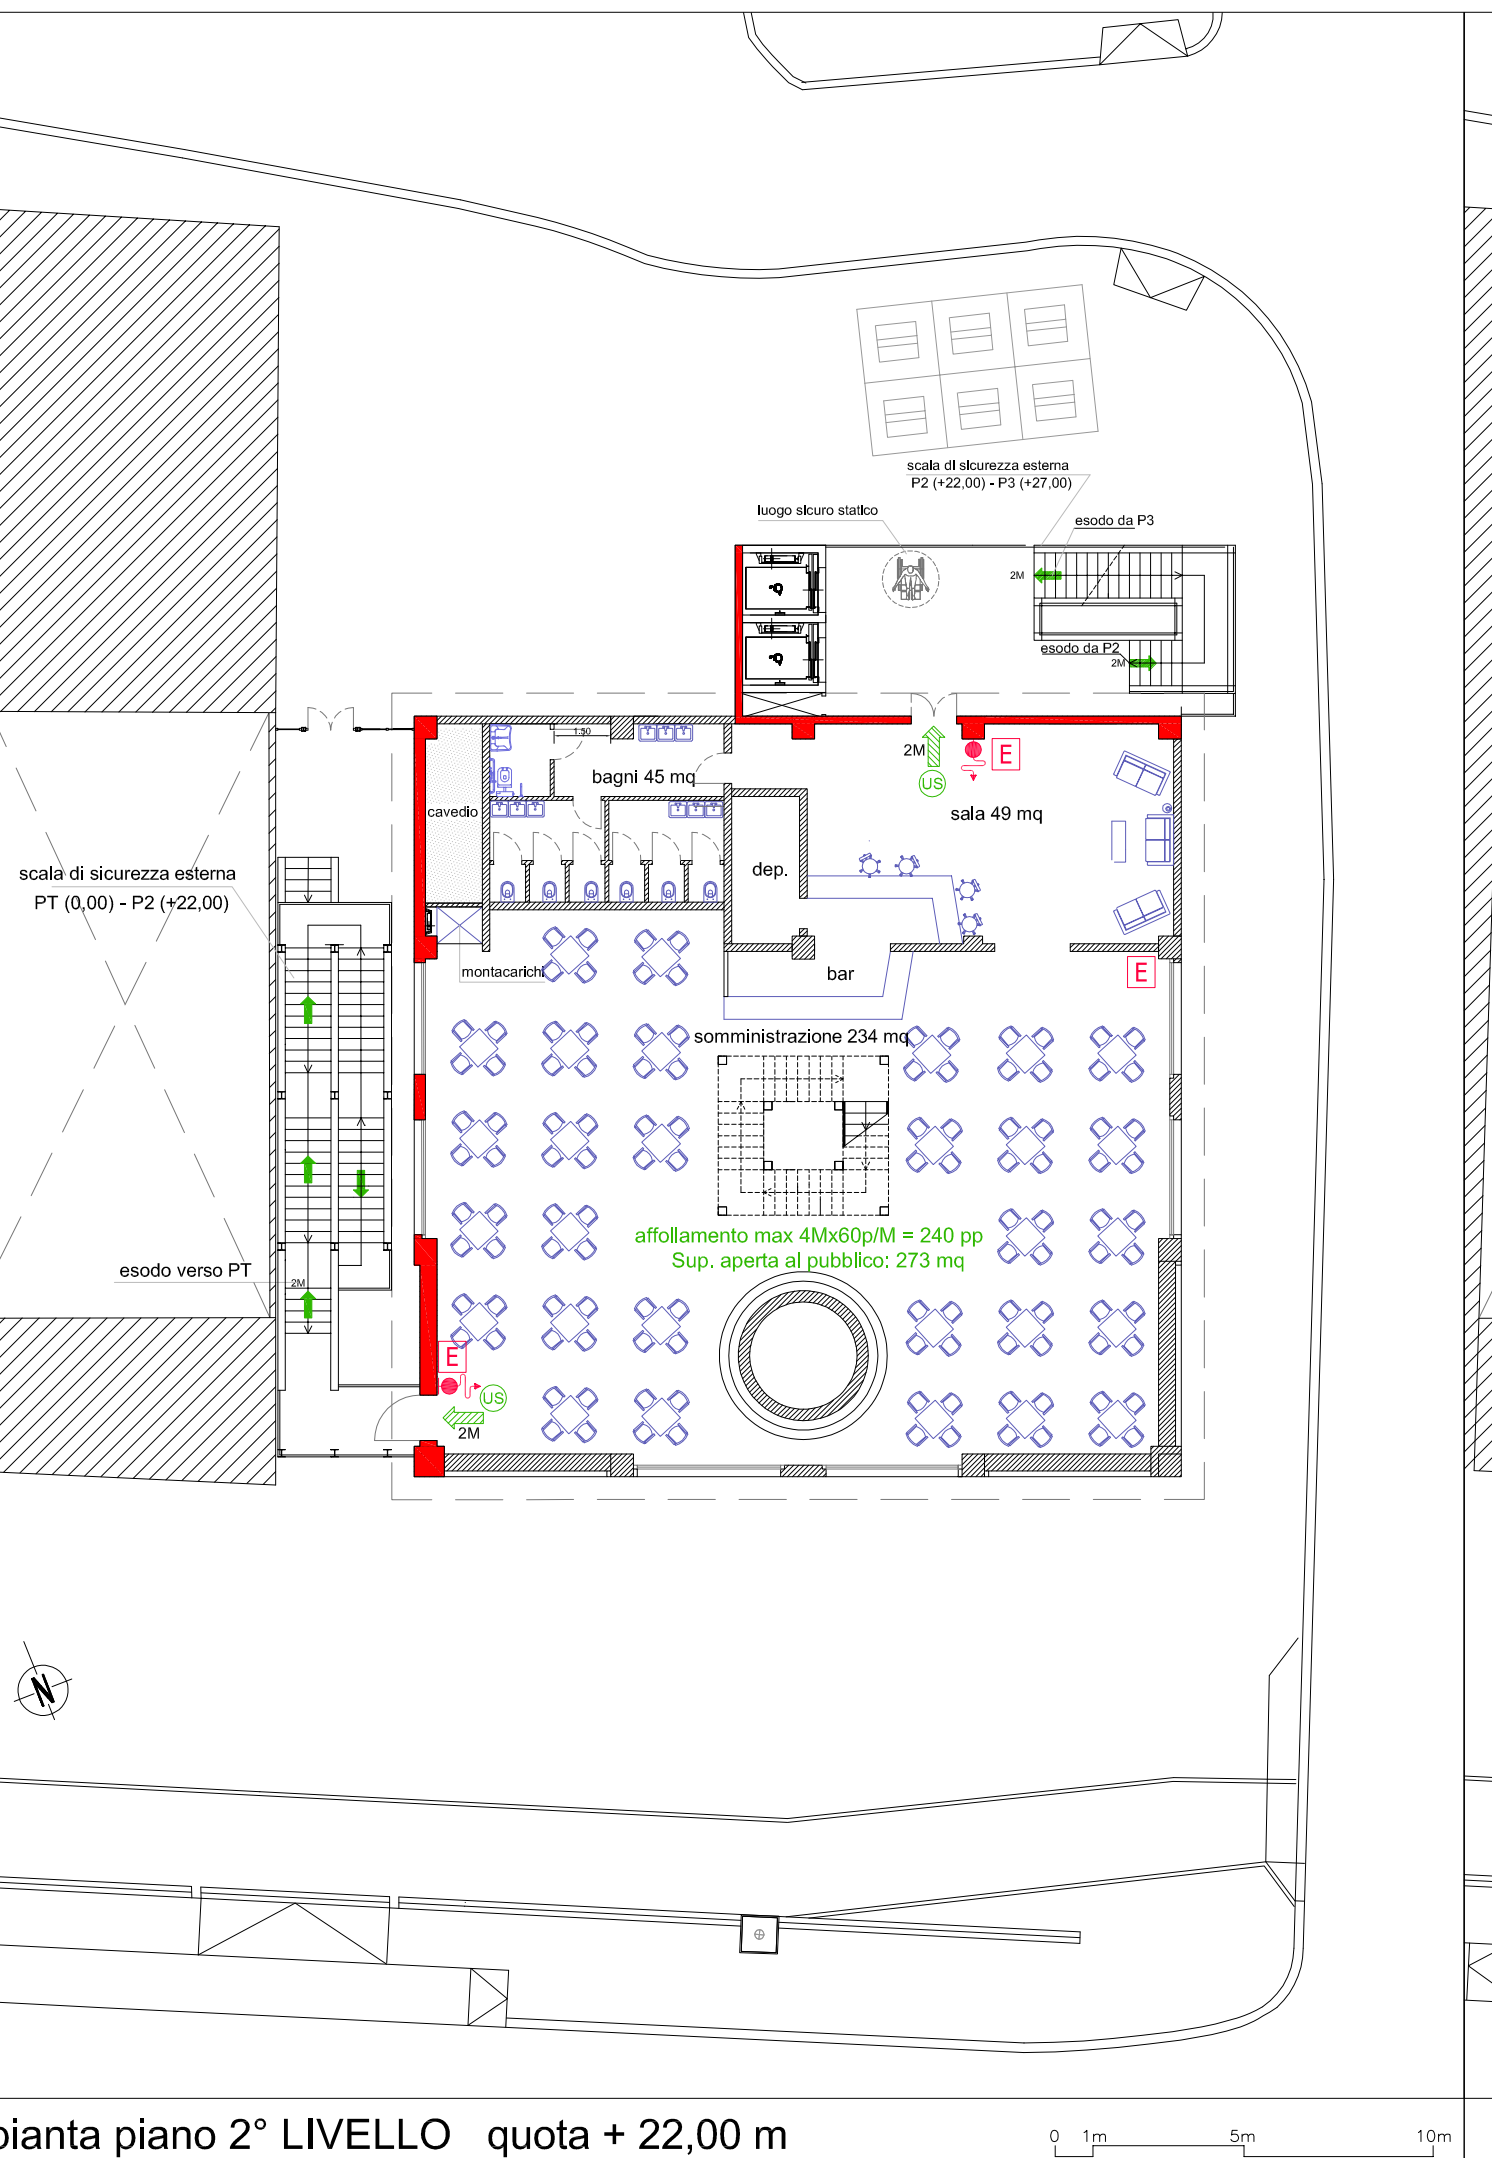 scala di sicurezza esterna
P2 (+22,00) - P3 (+27,00)
luogo sicuro statico
esodo da P3
2M
esodo da P2
2M
1.50
bagni 45 mq
2M
E
US
sala 49 mq
cavedio
dep.
scala di sicurezza esterna
PT (0,00) - P2 (+22,00)
montacarichi
bar
E
somministrazione 234 mq
affollamento max 4Mx60p/M = 240 pp
Sup. aperta al pubblico: 273 mq
esodo verso PT
2M
E
US
2M
N
pianta piano 2° LIVELLO quota + 22,00 m
0 1m 5m 10m